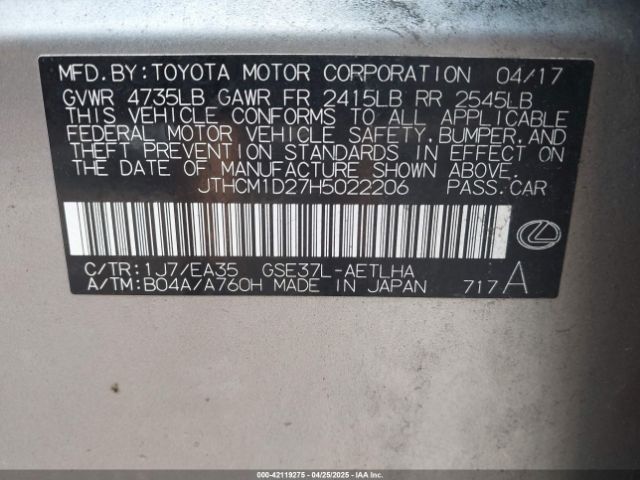 MFD.BY:TOYOTA MOTOR CORPORATION 04/17
GVWR 4735LB GAWR FR 2415LB RR 2545LB
THIS VEHICLE CONFORMS TO ALL APPLICABLE
FEDERAL MOTOR VEHICLE SAFETY,BUMPER,AND
THEFT PREVENTION STANDARDS IN EFFECT ON
THE DATE OF MANUFACTURE SHOWN ABOVE.
JTHCM1D27H5022206 PASS.CAR
C/TR:1J7/EA35 GSE37L-AETLHA
A/TM:B04A/A760H MADE IN JAPAN 717A
000-42119275 - 04/25/2025 - IAAI.COM